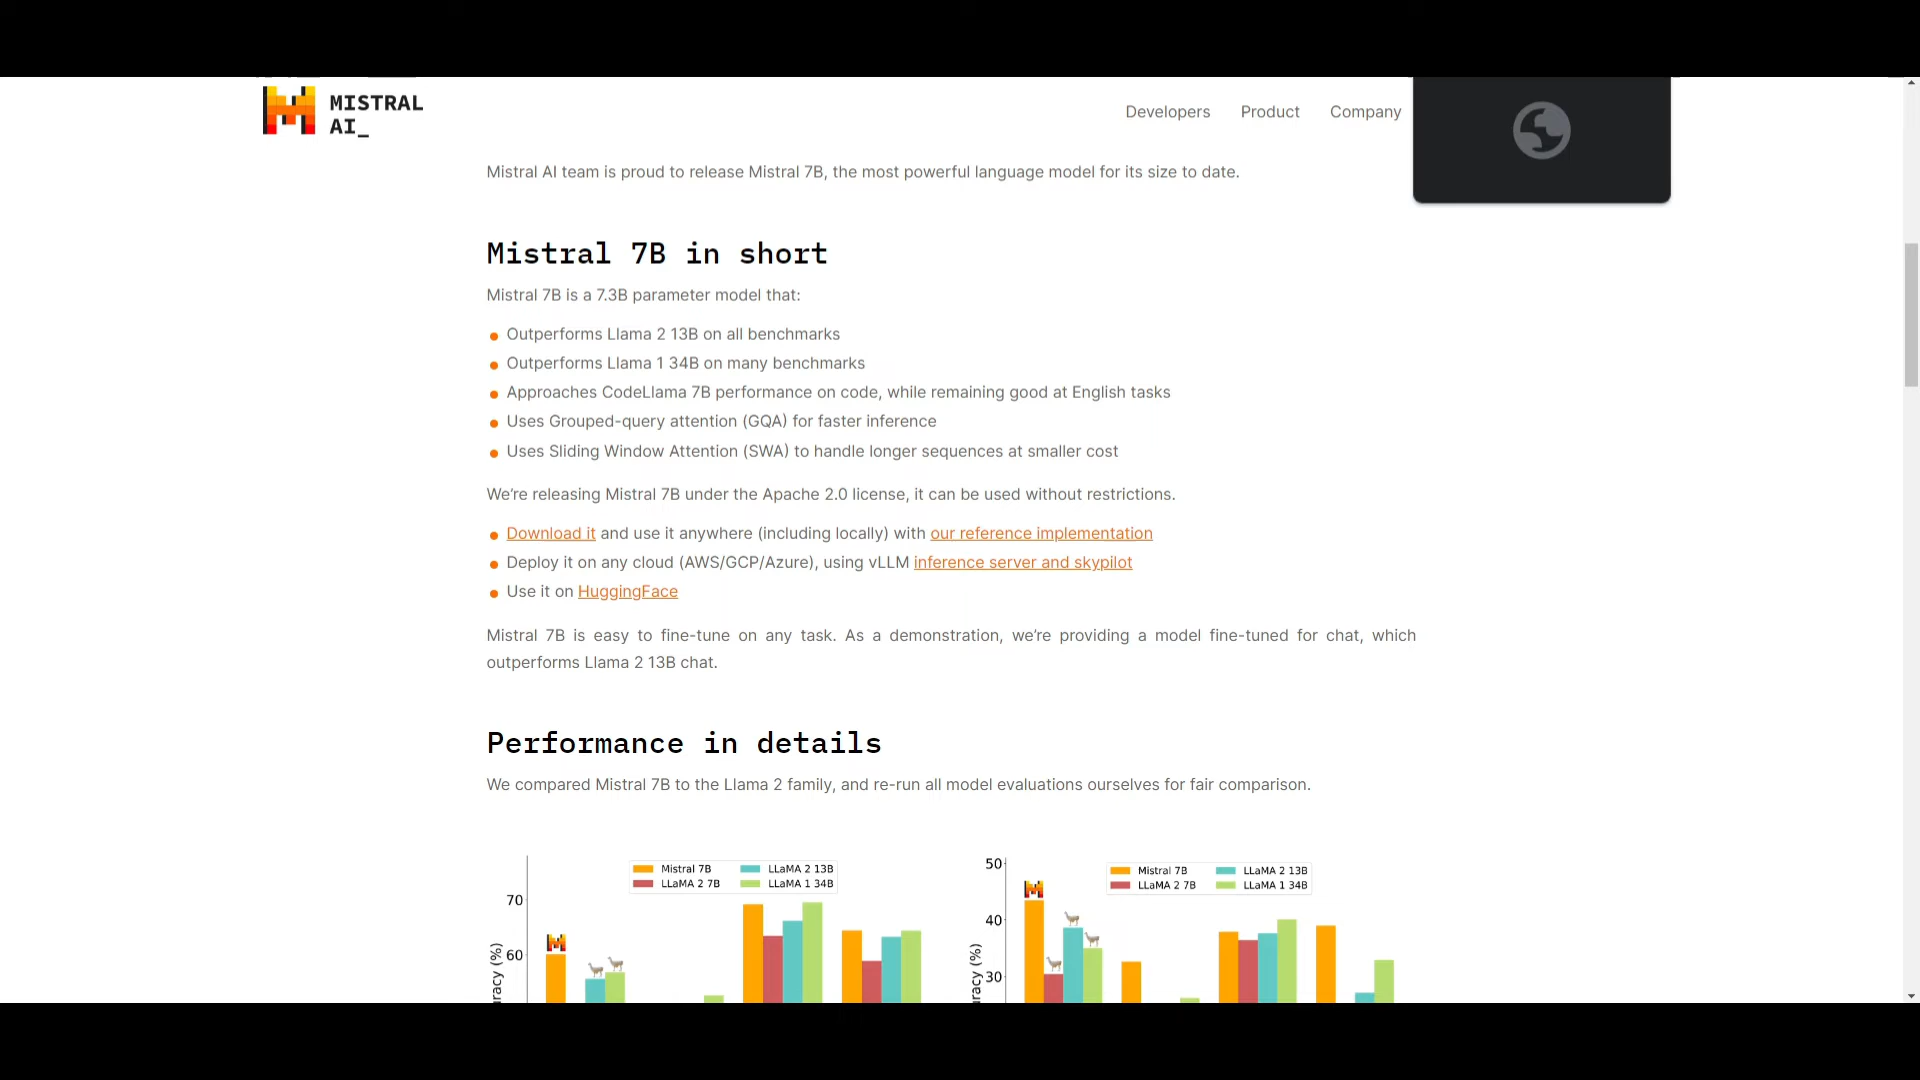 MISTRAL
AI_
Developers Product Company
Mistral AI team is proud to release Mistral 7B, the most powerful language model for its size to date.
Mistral 7B in short
Mistral 7B is a 7.3B parameter model that:
Outperforms Llama 2 13B on all benchmarks
Outperforms Llama 1 34B on many benchmarks
Approaches CodeLlama 7B performance on code, while remaining good at English tasks
Uses Grouped-query attention (GQA) for faster inference
Uses Sliding Window Attention (SWA) to handle longer sequences at smaller cost
We’re releasing Mistral 7B under the Apache 2.0 license, it can be used without restrictions.
Download it and use it anywhere (including locally) with our reference implementation
Deploy it on any cloud (AWS/GCP/Azure), using vLLM inference server and skypilot
Use it on HuggingFace
Mistral 7B is easy to fine-tune on any task. As a demonstration, we’re providing a model fine-tuned for chat, which
outperforms Llama 2 13B chat.
Performance in details
We compared Mistral 7B to the Llama 2 family, and re-run all model evaluations ourselves for fair comparison.
Mistral 7B LLaMA 2 13B
LLaMA 2 7B LLaMA 1 34B
70
60
racy (%)
Mistral 7B LLaMA 2 13B
LLaMA 2 7B LLaMA 1 34B
50
40
30
racy (%)